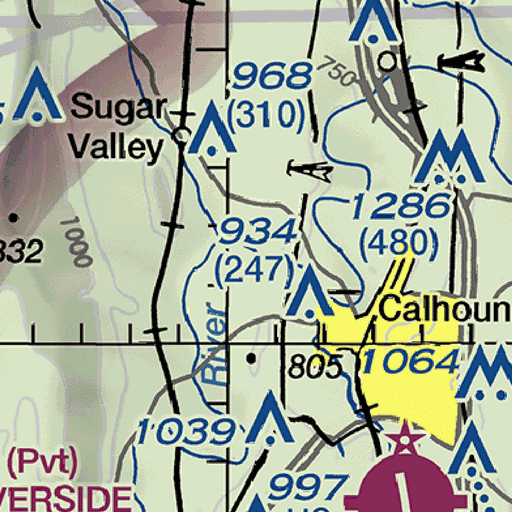 968
750
(310)
Sugar
Valley
1286
(480)
934
(247)
1000
332
Calhoun
River
805
1064
1039
(Pvt)
VERSIDE
997